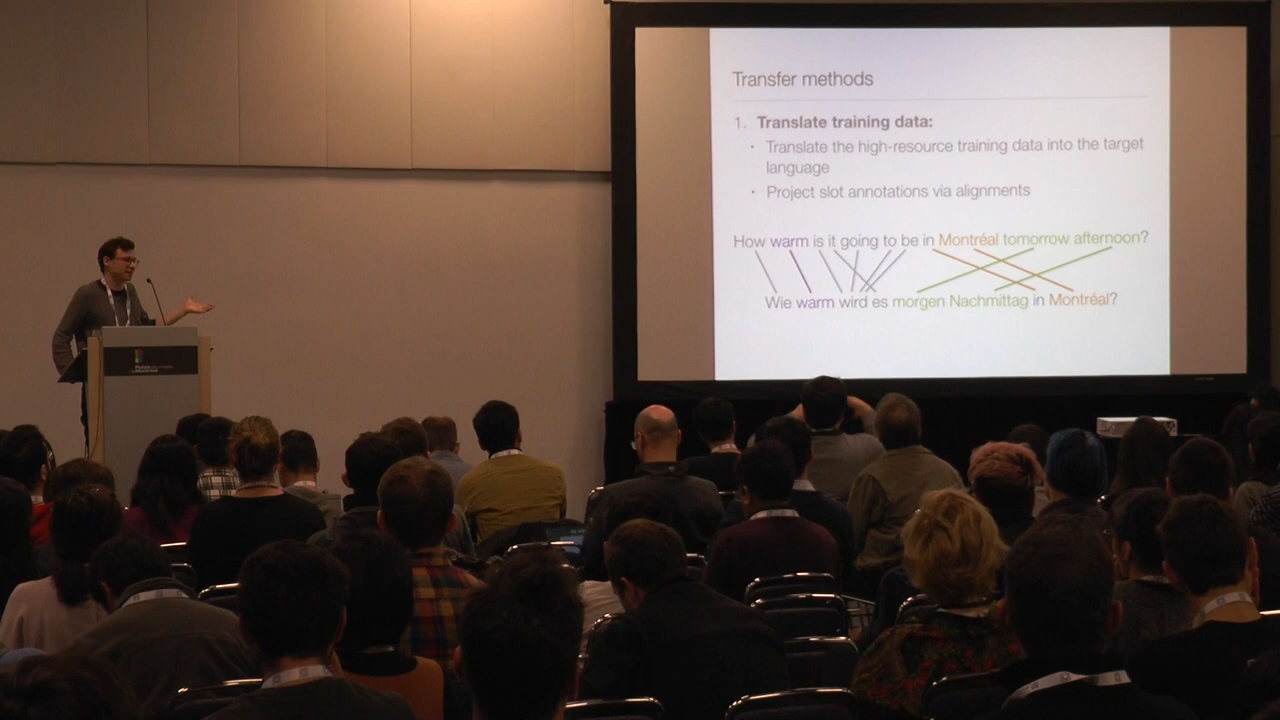 Transfer methods
1. Translate training data:
· Translate the high-resource training data into the target
language
· Project slot annotations via alignments
How warm is it going to be in Montréal tomorrow afternoon?
Wie warm wird es morgen Nachmittag in Montréal?